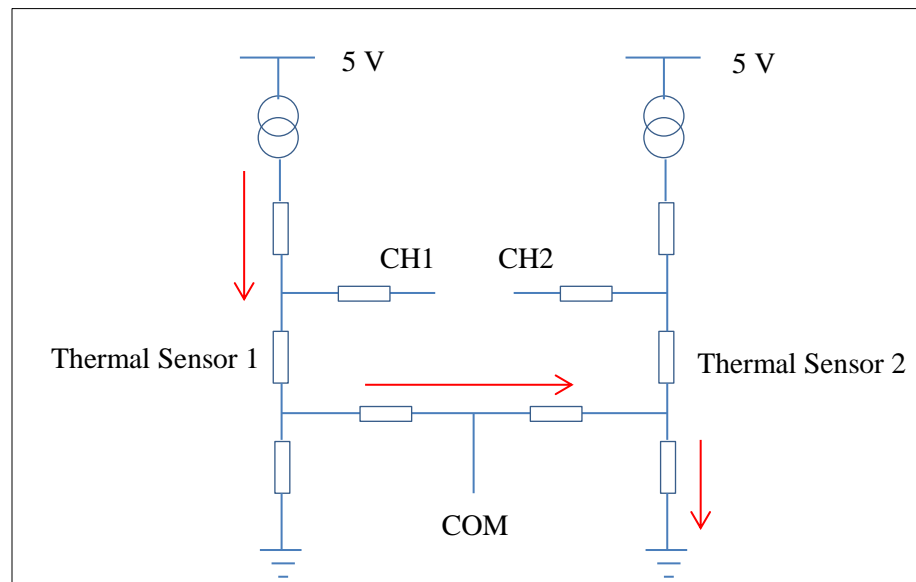 5 V
5 V
CH1
CH2
Thermal Sensor 1
Thermal Sensor 2
COM